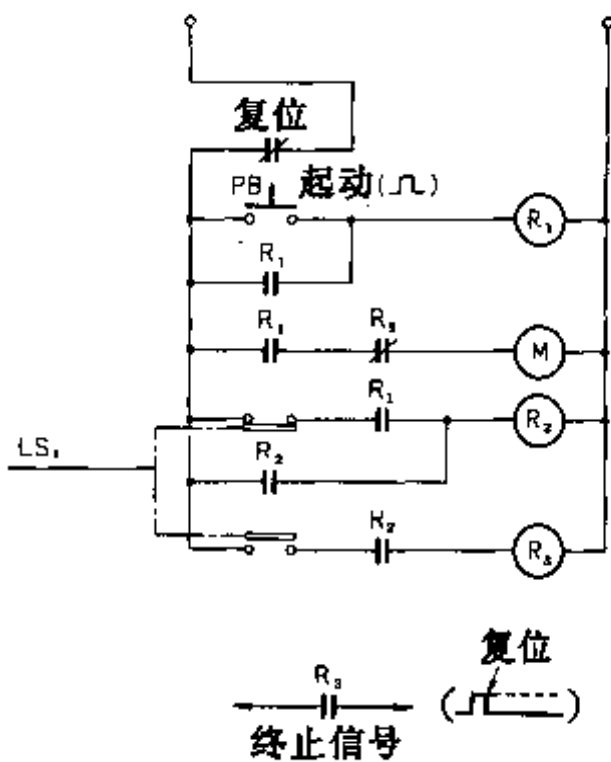 复位
PB 起动
R₁
R₁
R₁ R₃ M
R₁ R₂
LS₁
R₂
R₂ R₃
复位
R₃
终止信号